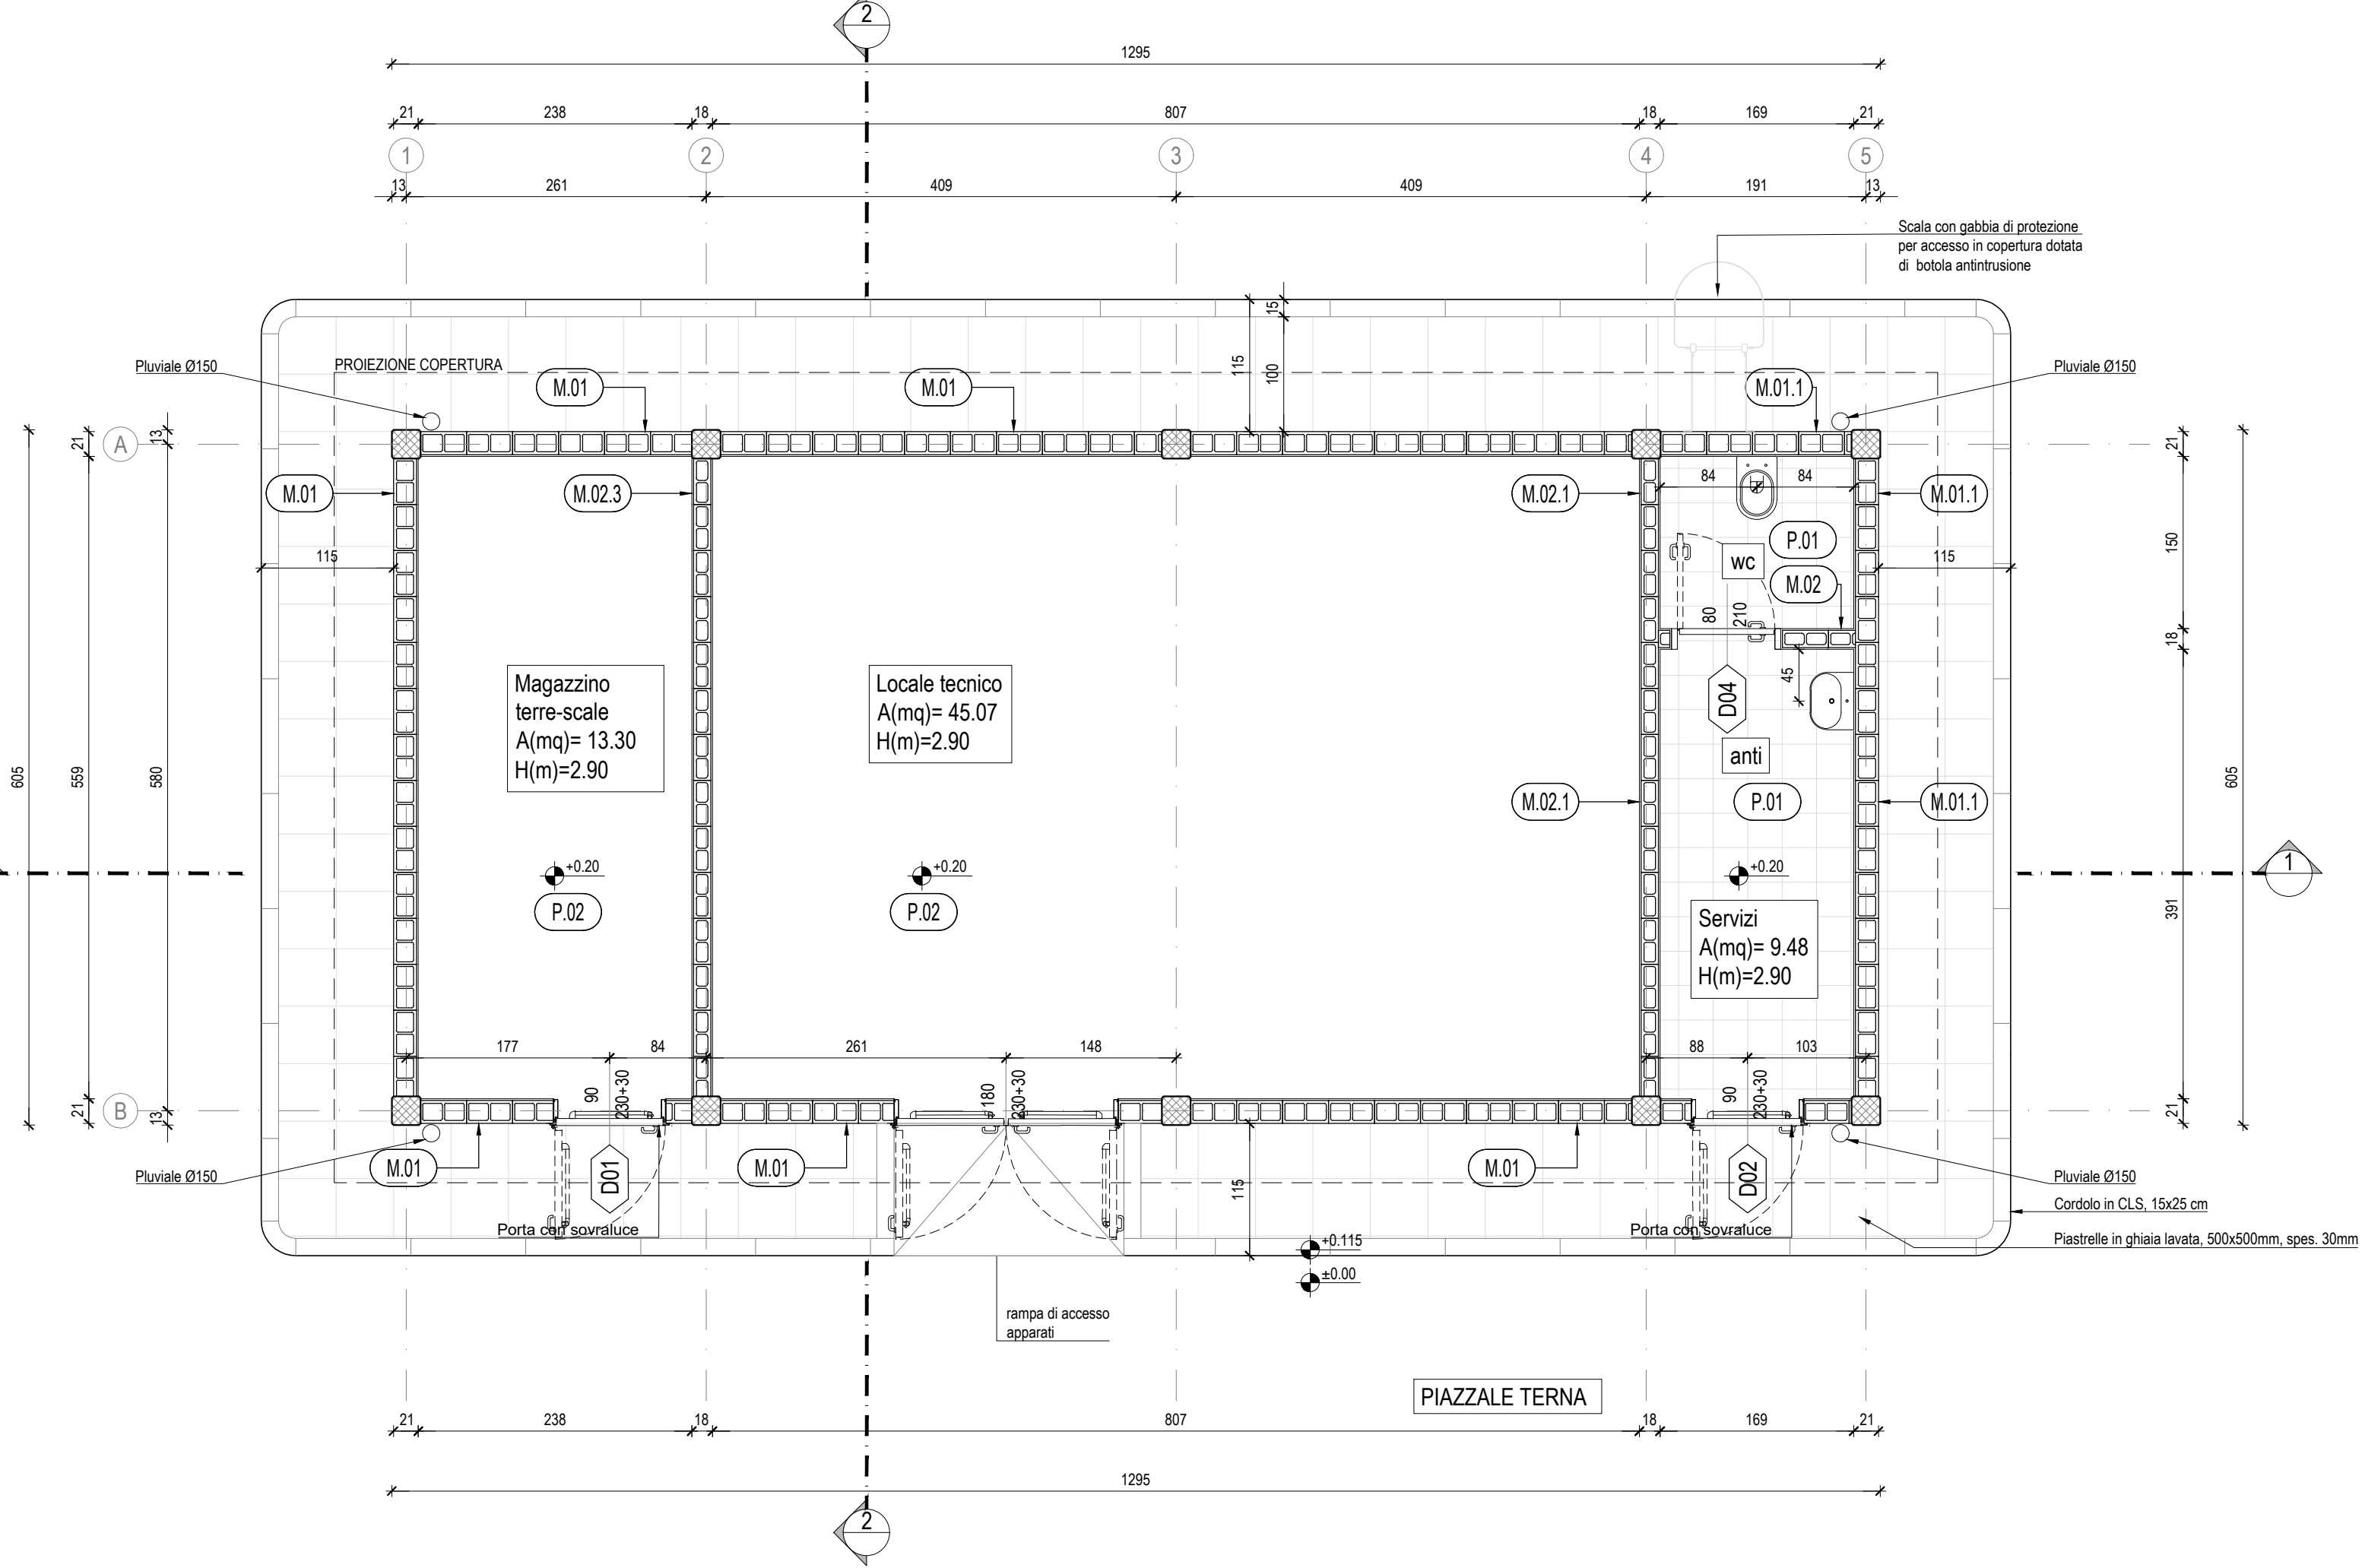 2
1295
21 238 18 807 18 169 21
1 2 3 4 5
13 261 409 409 191 13
Scala con gabbia di protezione
per accesso in copertura dotata
di botola antintrusione
15
115
100
Pluviale Ø150
PROIEZIONE COPERTURA
Pluviale Ø150
M.01 M.01 M.01.1
A
21
13
21
M.01 M.02.3 M.02.1 M.01.1
84 84
P.01
150
wc
115
115
M.02
80
210
18
45
D04
Magazzino
terre-scale
A(mq)= 13.30
H(m)=2.90
Locale tecnico
A(mq)= 45.07
H(m)=2.90
anti
605
559
580
605
M.02.1 P.01 M.01.1
+0.20 +0.20 +0.20
1
P.02 P.02
391
Servizi
A(mq)= 9.48
H(m)=2.90
177 84 261 148 88 103
90
230+30
180
230+30
90
230+30
B
21
13
21
M.01 M.01 M.01
Pluviale Ø150
D01
D02
Pluviale Ø150
115
Cordolo in CLS, 15x25 cm
Porta con sovraluce
Porta con sovraluce
Piastrelle in ghiaia lavata, 500x500mm, spes. 30mm
+0.115
±0.00
rampa di accesso
apparati
PIAZZALE TERNA
21 238 18 807 18 169 21
1295
2